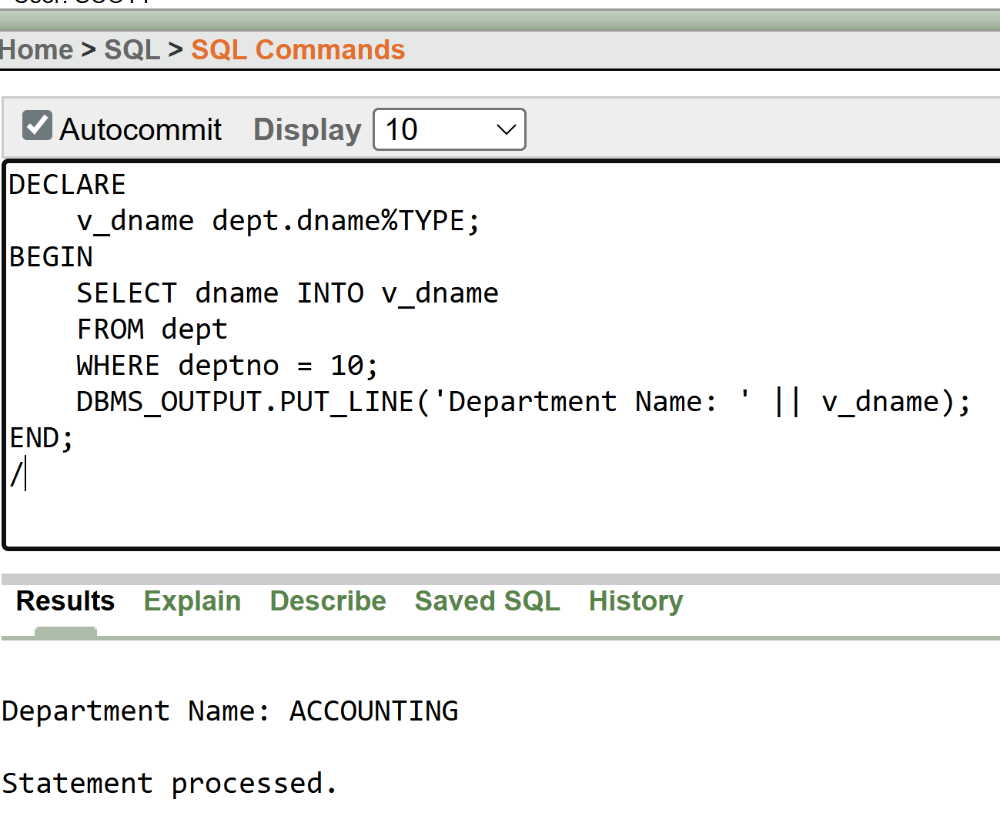 Home > SQL > SQL Commands
Autocommit Display 10
DECLARE
    v_dname dept.dname%TYPE;
BEGIN
    SELECT dname INTO v_dname
    FROM dept
    WHERE deptno = 10;
    DBMS_OUTPUT.PUT_LINE('Department Name: ' || v_dname);
END;
/
Results Explain Describe Saved SQL History
Department Name: ACCOUNTING
Statement processed.